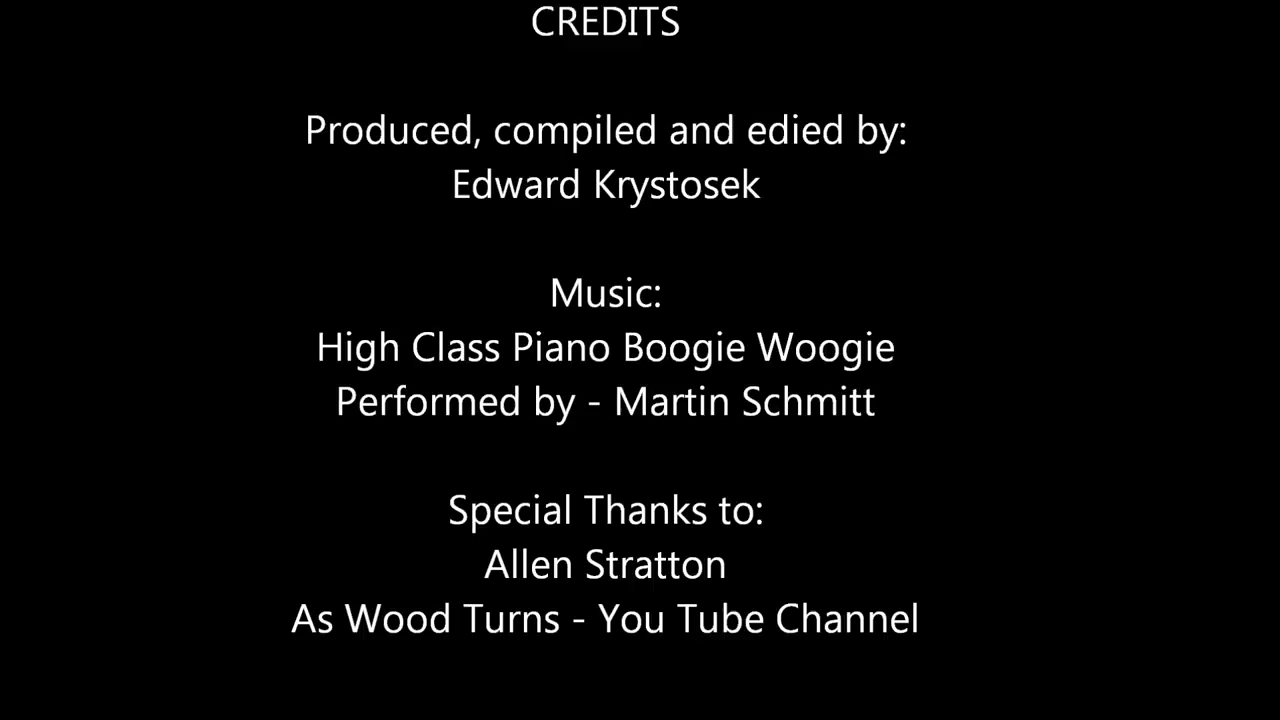 CREDITS
Produced, compiled and edied by:
Edward Krystosek
Music:
High Class Piano Boogie Woogie
Performed by - Martin Schmitt
Special Thanks to:
Allen Stratton
As Wood Turns - You Tube Channel